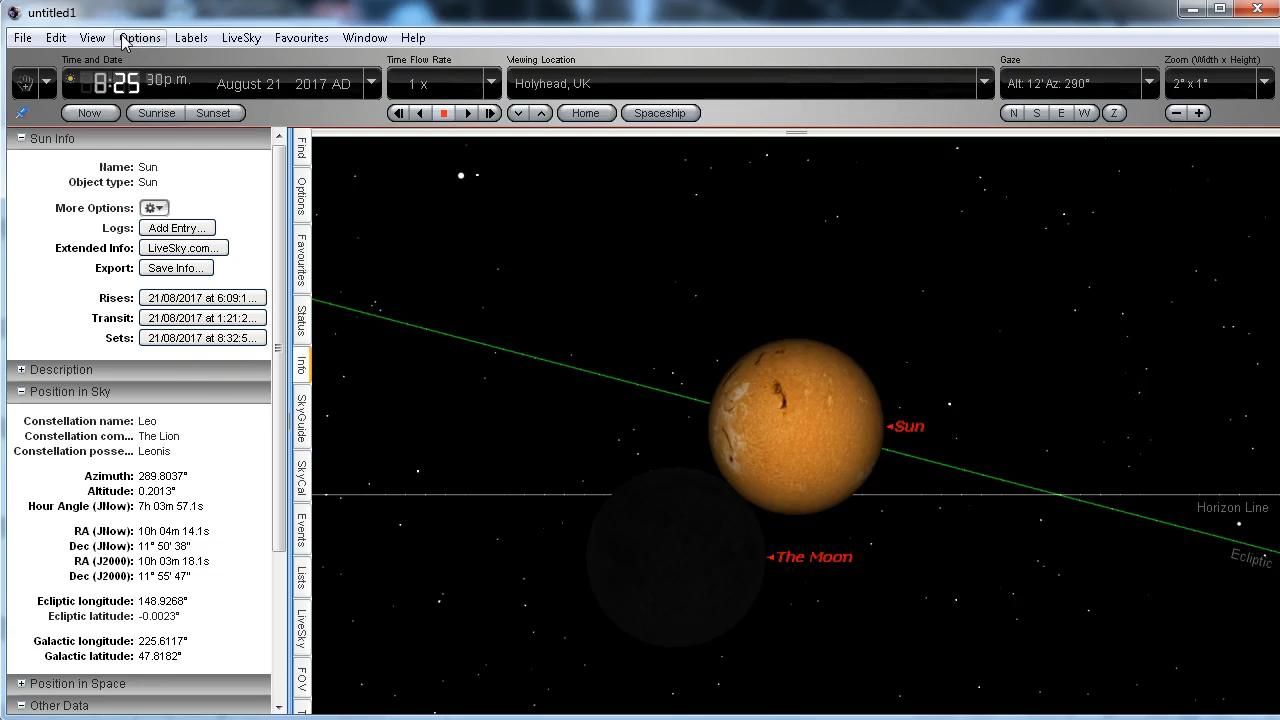 untitled1
File Edit View Options Labels LiveSky Favourites Window Help
Time and Date Time Flow Rate Viewing Location Gaze Zoom (Width x Height)
8:25 30p.m. August 21 2017 AD 1 x Holyhead, UK Alt: 12' Az: 290° 2° x 1°
Now Sunrise Sunset Home Spaceship N S E W Z
Sun Info
Name: Sun
Object type: Sun
More Options:
Logs: Add Entry...
Extended Info: LiveSky.com...
Export: Save Info...
Rises: 21/08/2017 at 6:09:1...
Transit: 21/08/2017 at 1:21:2...
Sets: 21/08/2017 at 8:32:5...
Description
Position in Sky
Constellation name: Leo
Constellation com... The Lion
Constellation posse... Leonis
Azimuth: 289.8037°
Altitude: 0.2013°
Hour Angle (JNow): 7h 03m 57.1s
RA (JNow): 10h 04m 14.1s
Dec (JNow): 11° 50' 38"
RA (J2000): 10h 03m 18.1s
Dec (J2000): 11° 55' 47"
Ecliptic longitude: 148.9268°
Ecliptic latitude: -0.0023°
Galactic longitude: 225.6117°
Galactic latitude: 47.8182°
Position in Space
Other Data
Find
Options
Favourites
Status
Info
SkyGuide
SkyCal
Events
Lists
LiveSky
FOV
Sun
The Moon
Horizon Line
Ecliptic